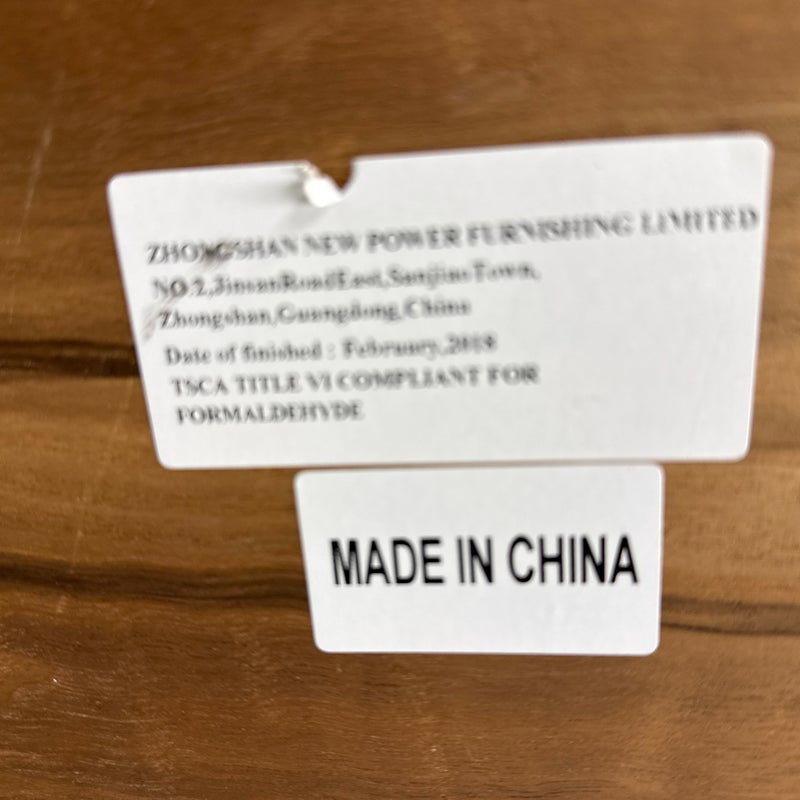 ZHONGSHAN NEW POWER FURNISHING LIMITED
NO.2,JinsanRoadEast,SanjiaoTown,
Zhongshan,Guangdong,China
Date of finished : February,2018
TSCA TITLE VI COMPLIANT FOR
FORMALDEHYDE
MADE IN CHINA